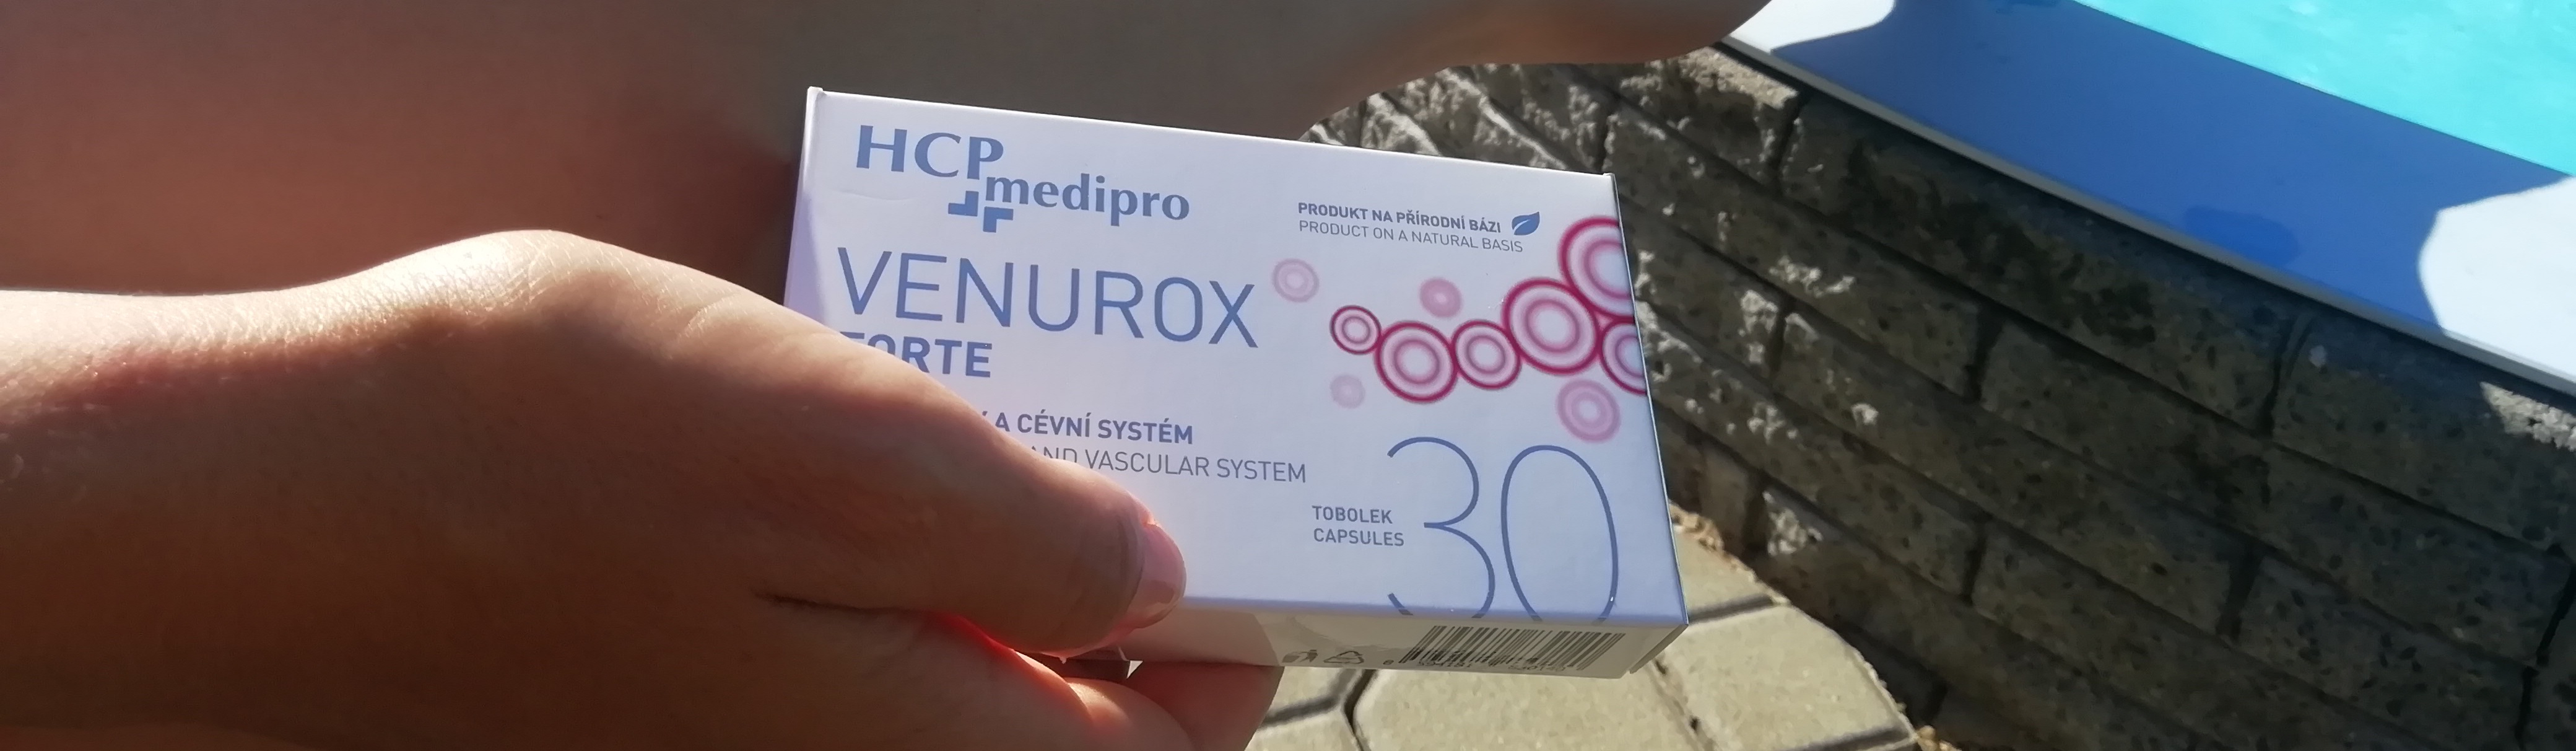 HCP
medipro
PRODUKT NA PŘÍRODNÍ BÁZI
PRODUCT ON A NATURAL BASIS
VENUROX
FORTE
A CÉVNÍ SYSTÉM
AND VASCULAR SYSTEM
TOBOLEK
CAPSULES
30